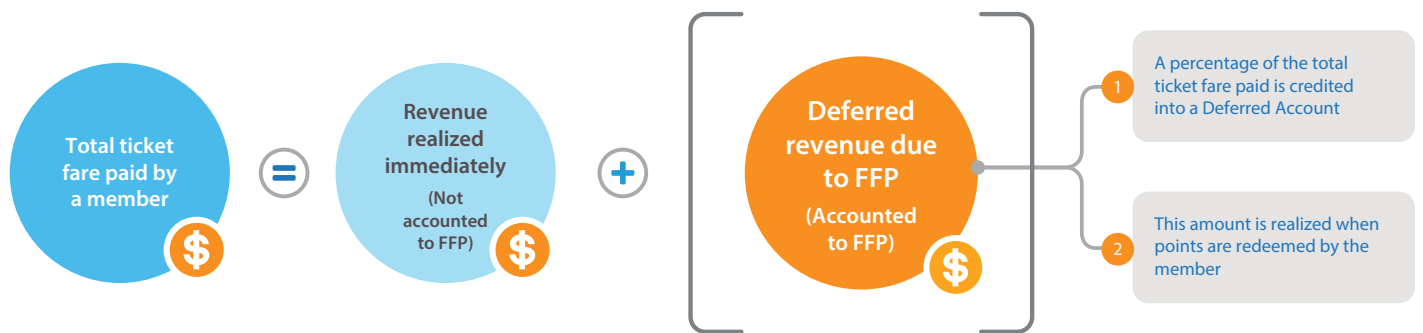 Total ticket
fare paid by
a member
=
Revenue
realized
immediately
(Not
accounted
to FFP)
+
Deferred
revenue due
to FFP
(Accounted
to FFP)
$
$
$
1
A percentage of the total
ticket fare paid is credited
into a Deferred Account
2
This amount is realized when
points are redeemed by the
member